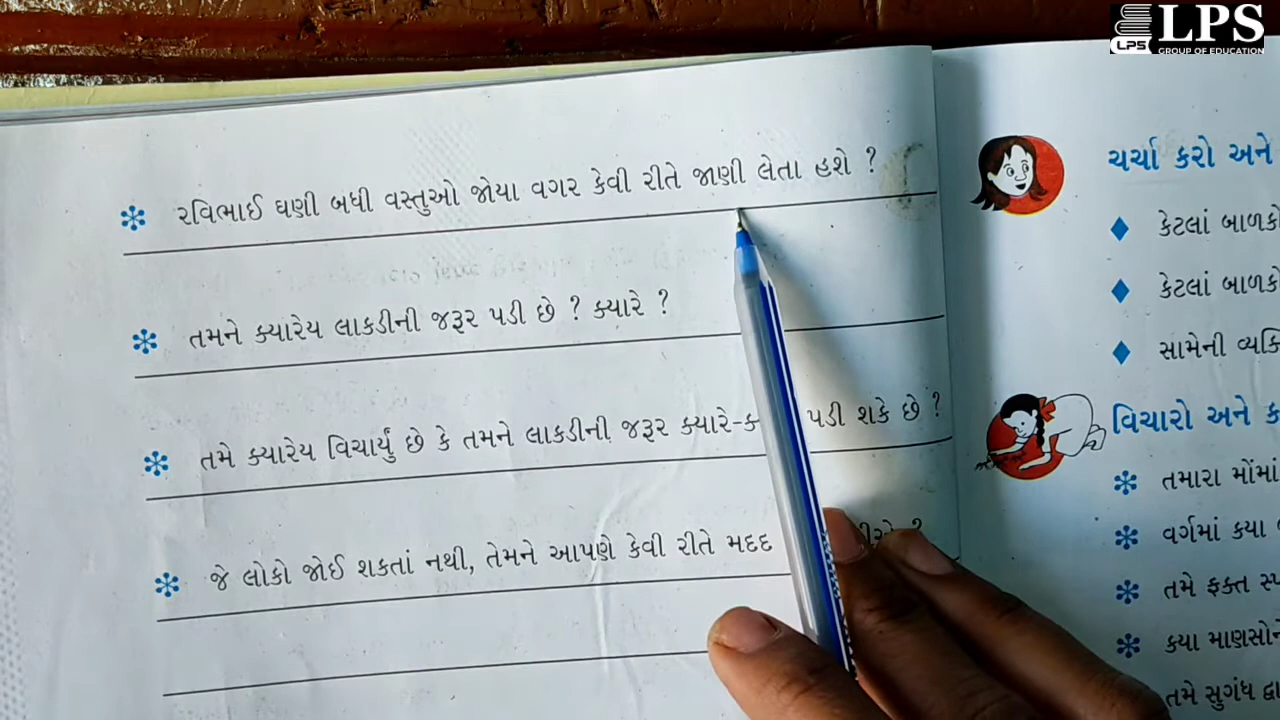 LPS
LPS
GROUP OF EDUCATION
* રવિભાઈ ઘણી બધી વસ્તુઓ જોયા વગર કેવી રીતે જાણી લેતા હશે ?
* તમને ક્યારેય લાકડીની જરૂર પડી છે ? ક્યારે ?
* તમે ક્યારેય વિચાર્યું છે કે તમને લાકડીની જરૂર ક્યારે- પડી શકે છે ?
* જે લોકો જોઈ શકતાં નથી, તેમને આપણે કેવી રીતે મદદ ?
ચર્ચા કરો અને
કેટલાં બાળકો
કેટલાં બાળકો
સામેની
વિચારો અને
* તમારા મોંમાં
* વર્ગમાં કયા
* તમે ફક્ત
* કયા માણસોને
તમે સુગંધ